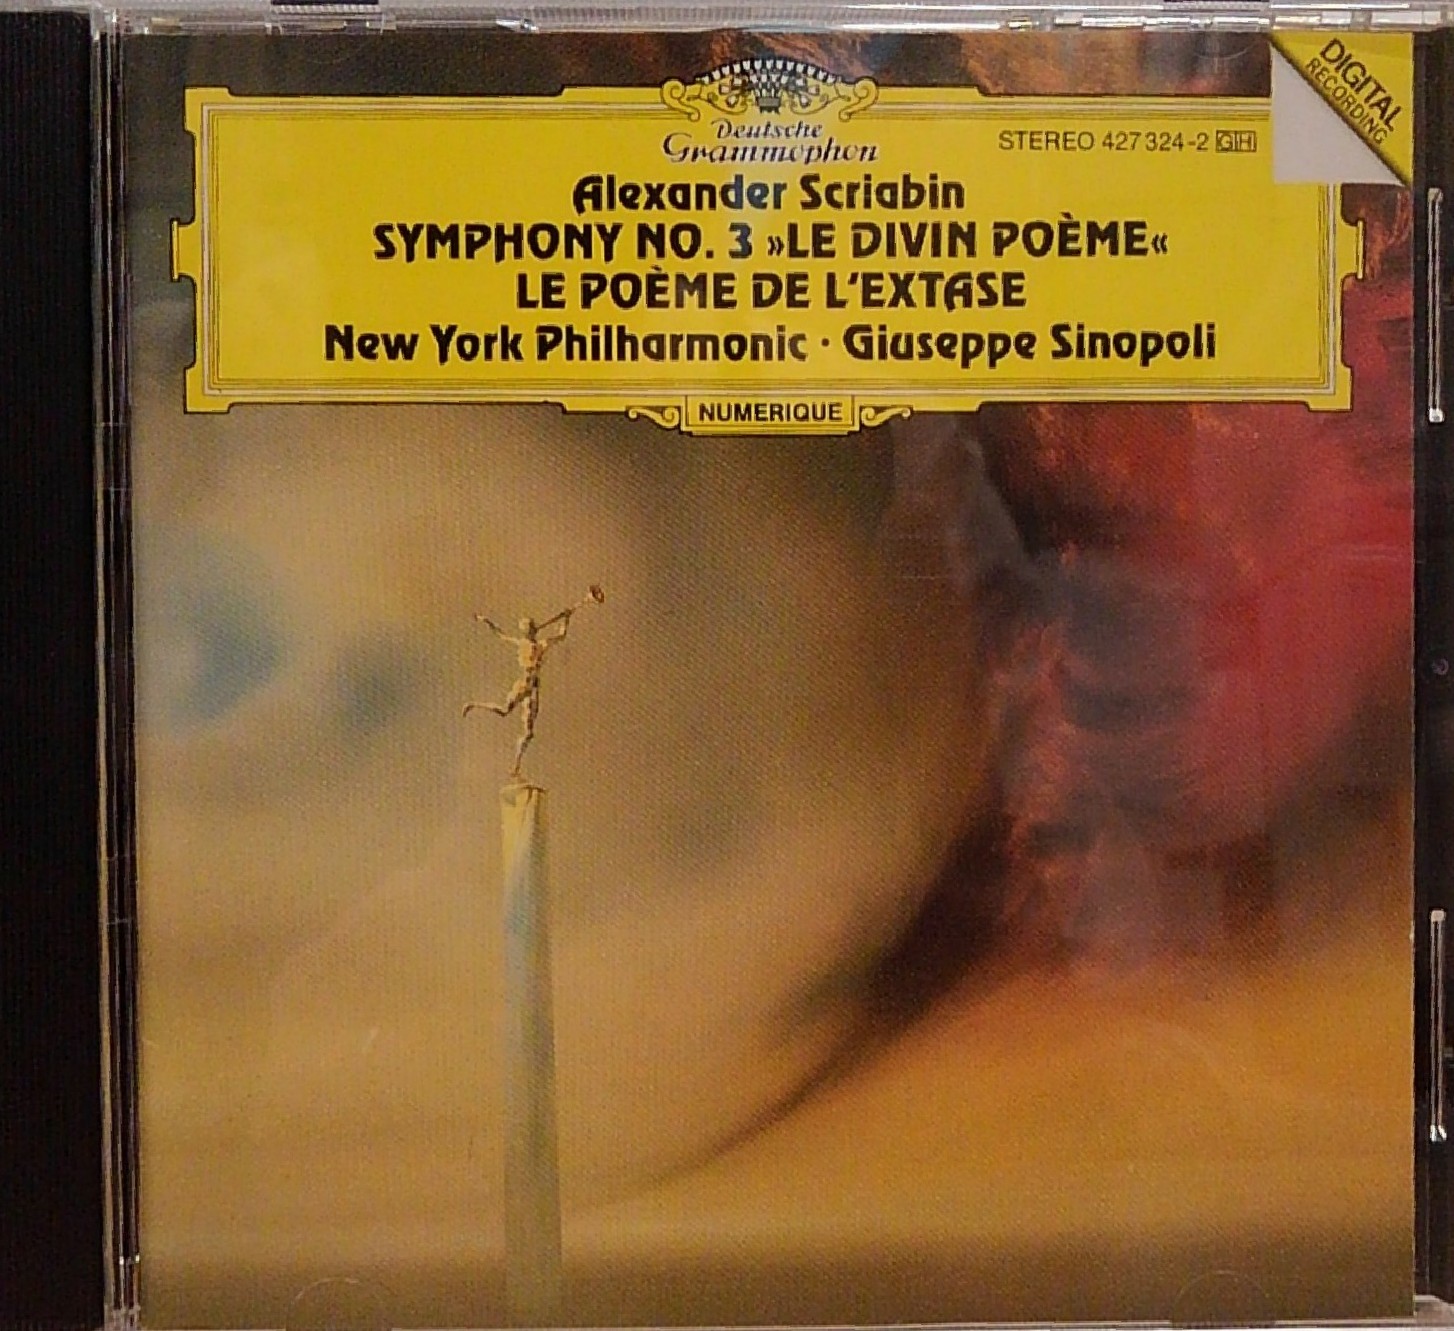 DIGITAL
RECORDING
Deutsche
Grammophon
STEREO 427 324-2 GH
Alexander Scriabin
SYMPHONY NO. 3 »LE DIVIN POÈME«
LE POÈME DE L'EXTASE
New York Philharmonic · Giuseppe Sinopoli
NUMERIQUE